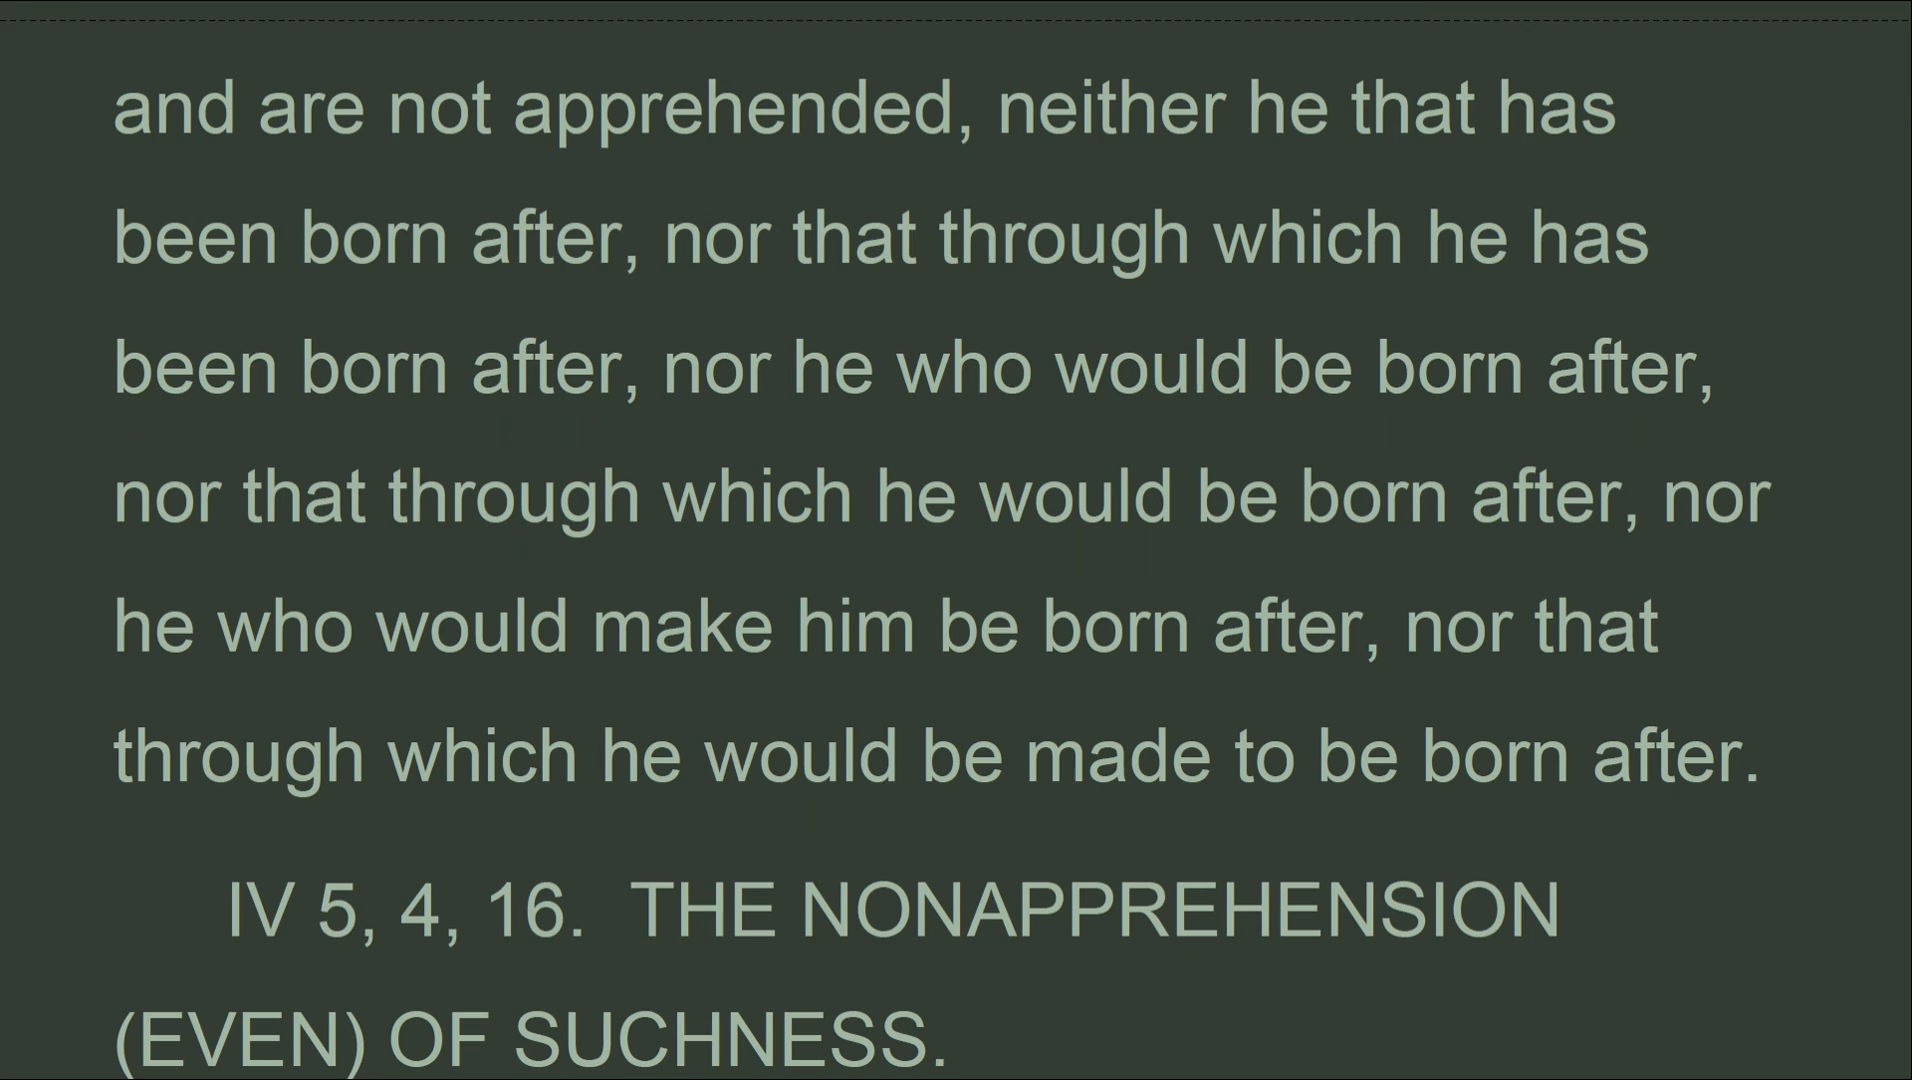 and are not apprehended, neither he that has
been born after, nor that through which he has
been born after, nor he who would be born after,
nor that through which he would be born after, nor
he who would make him be born after, nor that
through which he would be made to be born after.
IV 5, 4, 16.  THE NONAPPREHENSION
(EVEN) OF SUCHNESS.